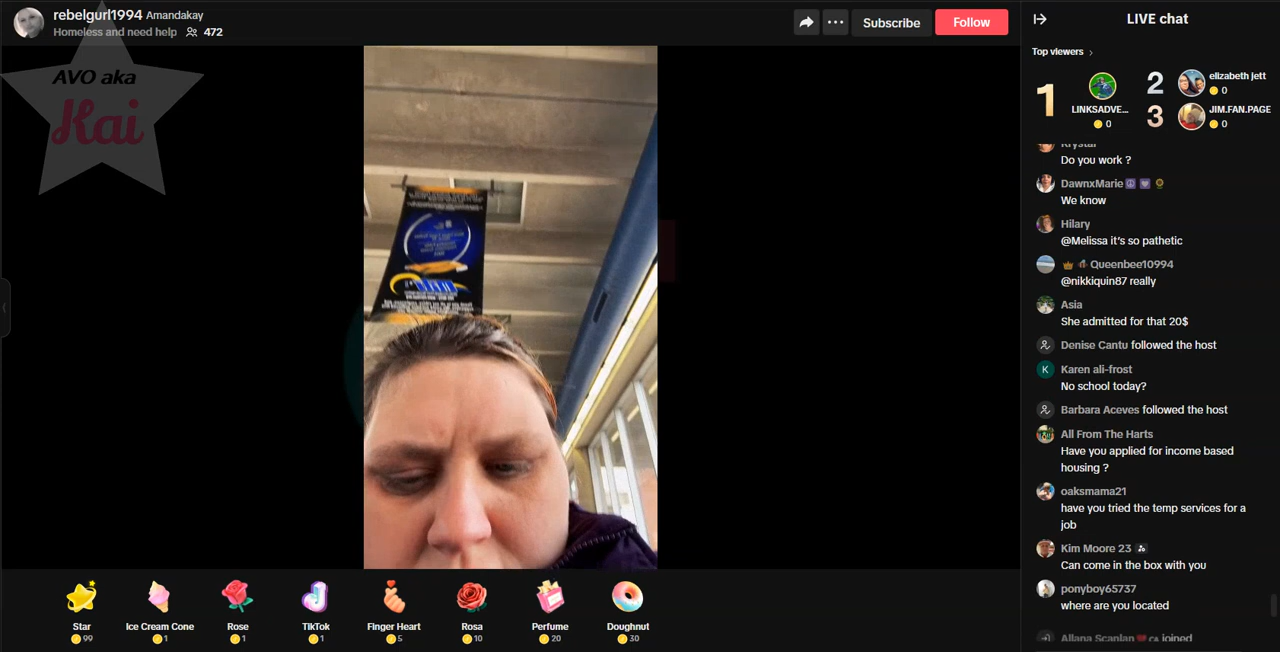 rebelgurl1994 Amandakay
Homeless and need help 472
Subscribe
Follow
AVO aka
Kai
LIVE chat
Top viewers
1
LINKSADVE...
0
2
elizabeth jett
0
3
JIM.FAN.PAGE
0
Krystal
Do you work ?
DawnxMarie
We know
Hilary
@Melissa it's so pathetic
Queenbee10994
@nikkiquin87 really
Asia
She admitted for that 20$
Denise Cantu followed the host
K Karen ali-frost
No school today?
Barbara Aceves followed the host
All From The Harts
Have you applied for income based
housing ?
oaksmama21
have you tried the temp services for a
job
Kim Moore 23
Can come in the box with you
ponyboy65737
where are you located
Allana Scanlan joined
Star Ice Cream Cone Rose TikTok Finger Heart Rosa Perfume Doughnut
99 1 1 1 5 10 20 30